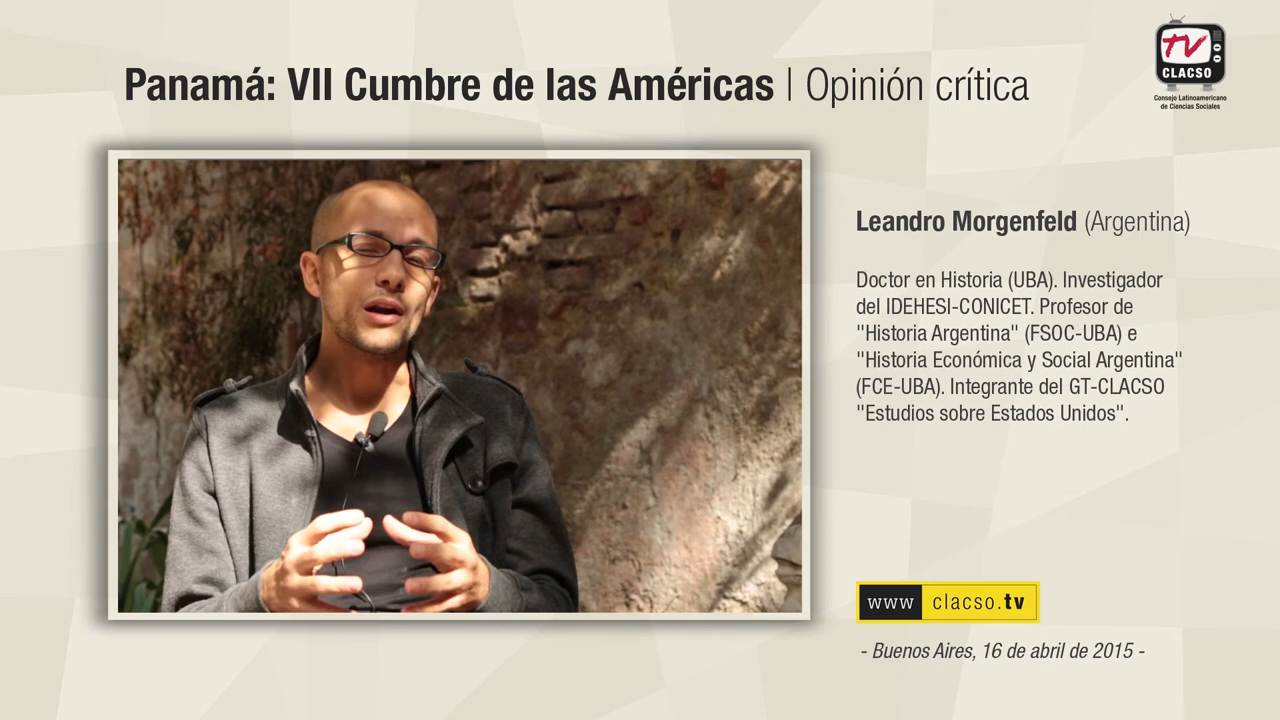 Panamá: VII Cumbre de las Américas | Opinión crítica
TV
CLACSO
Consejo Latinoamericano
de Ciencias Sociales
Leandro Morgenfeld (Argentina)
Doctor en Historia (UBA). Investigador
del IDEHESI-CONICET. Profesor de
"Historia Argentina" (FSOC-UBA) e
"Historia Económica y Social Argentina"
(FCE-UBA). Integrante del GT-CLACSO
"Estudios sobre Estados Unidos".
www clacso.tv
- Buenos Aires, 16 de abril de 2015 -